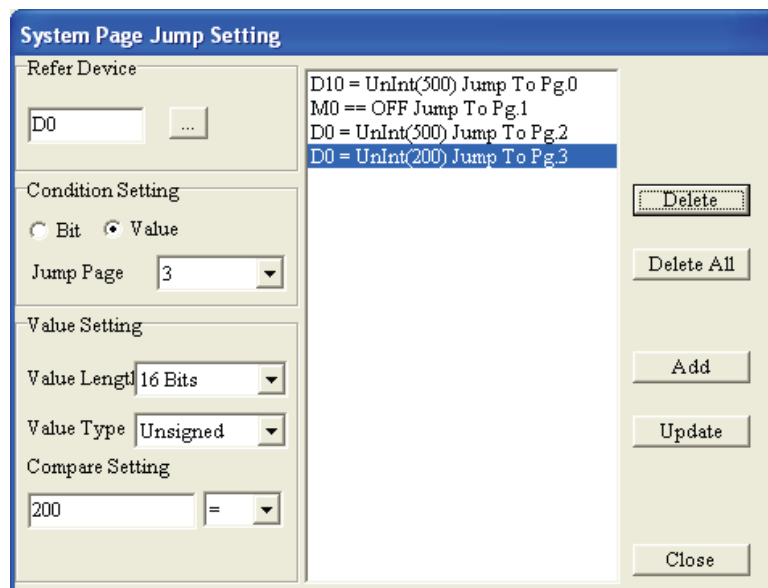 System Page Jump Setting
Refer Device
D0
...
Condition Setting
Bit Value
Jump Page 3
Value Setting
Value Lengtl 16 Bits
Value Type Unsigned
Compare Setting
200 =
D10 = UnInt(500) Jump To Pg.0
M0 == OFF Jump To Pg.1
D0 = UnInt(500) Jump To Pg.2
D0 = UnInt(200) Jump To Pg.3
Delete
Delete All
Add
Update
Close